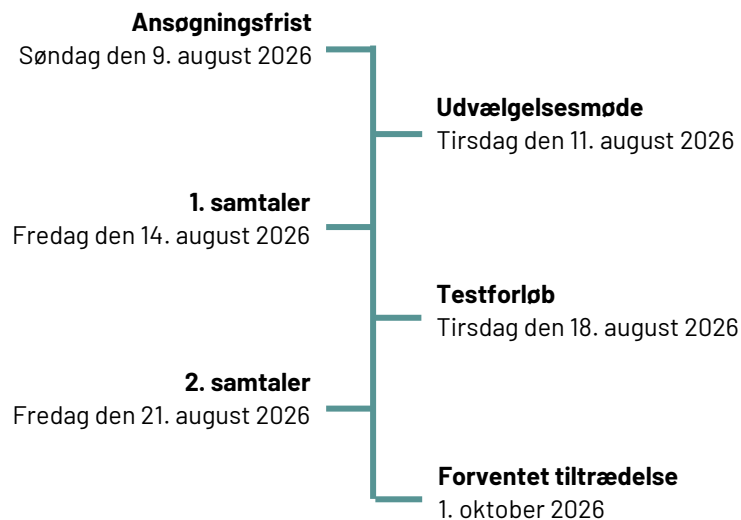 Ansøgningsfrist
Søndag den 9. august 2026
Udvælgelsesmøde
Tirsdag den 11. august 2026
1. samtaler
Fredag den 14. august 2026
Testforløb
Tirsdag den 18. august 2026
2. samtaler
Fredag den 21. august 2026
Forventet tiltrædelse
1. oktober 2026